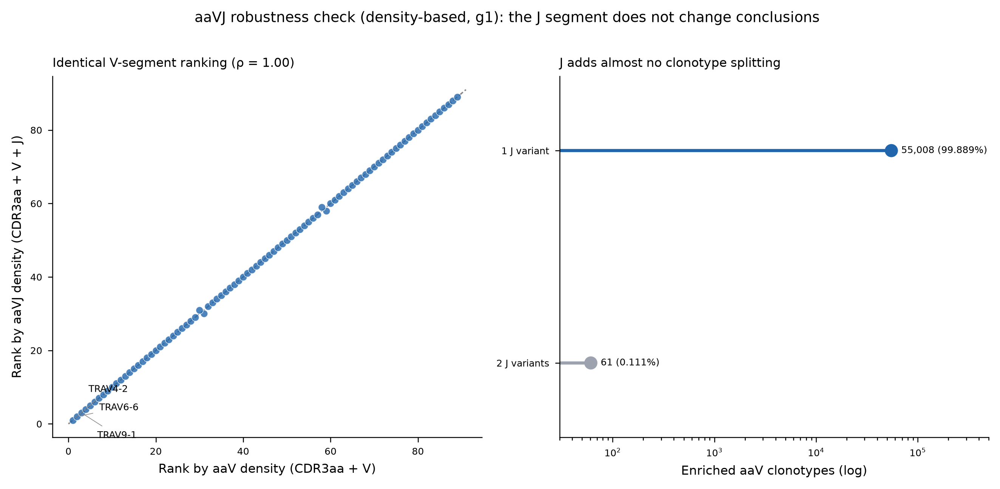 aaVJ robustness check (density-based, g1): the J segment does not change conclusions
Identical V-segment ranking (ρ = 1.00)
Rank by aaVJ density (CDR3aa + V + J)
80
60
40
20
0
TRAV4-2
TRAV6-6
TRAV9-1
0 20 40 60 80
Rank by aaV density (CDR3aa + V)
J adds almost no clonotype splitting
1 J variant
55,008 (99.889%)
2 J variants
61 (0.111%)
10² 10³ 10⁴ 10⁵
Enriched aaV clonotypes (log)